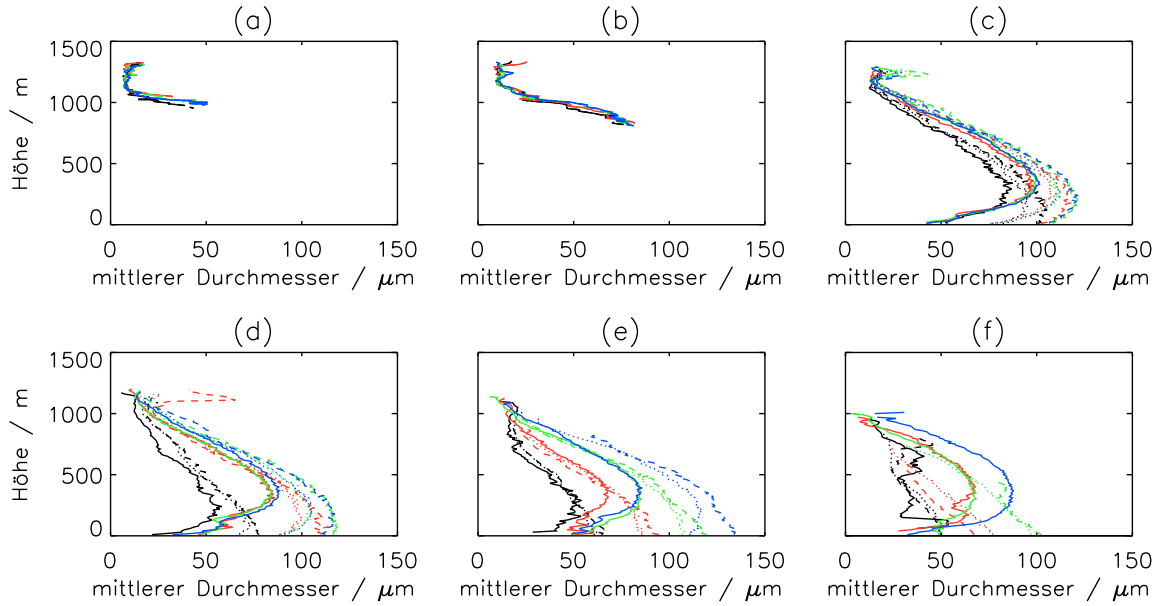 (a) (b) (c)
1500
1000
500
0
Höhe / m
0 50 100 150 0 50 100 150 0 50 100 150
mittlerer Durchmesser / μm mittlerer Durchmesser / μm mittlerer Durchmesser / μm
(d) (e) (f)
1500
1000
500
0
Höhe / m
0 50 100 150 0 50 100 150 0 50 100 150
mittlerer Durchmesser / μm mittlerer Durchmesser / μm mittlerer Durchmesser / μm